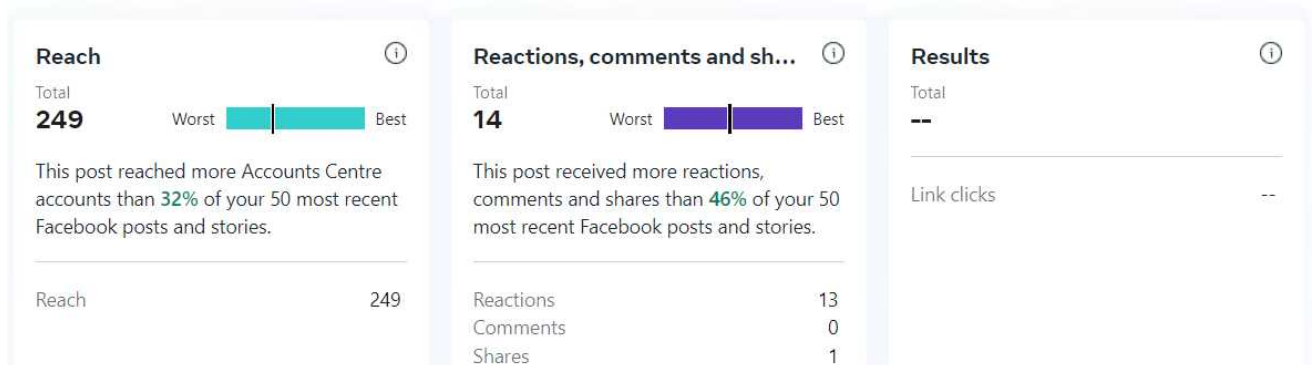 Reach
Total
249
Worst Best
This post reached more Accounts Centre
accounts than 32% of your 50 most recent
Facebook posts and stories.
Reach 249
Reactions, comments and sh...
Total
14
Worst Best
This post received more reactions,
comments and shares than 46% of your 50
most recent Facebook posts and stories.
Reactions 13
Comments 0
Shares 1
Results
Total
--
Link clicks --